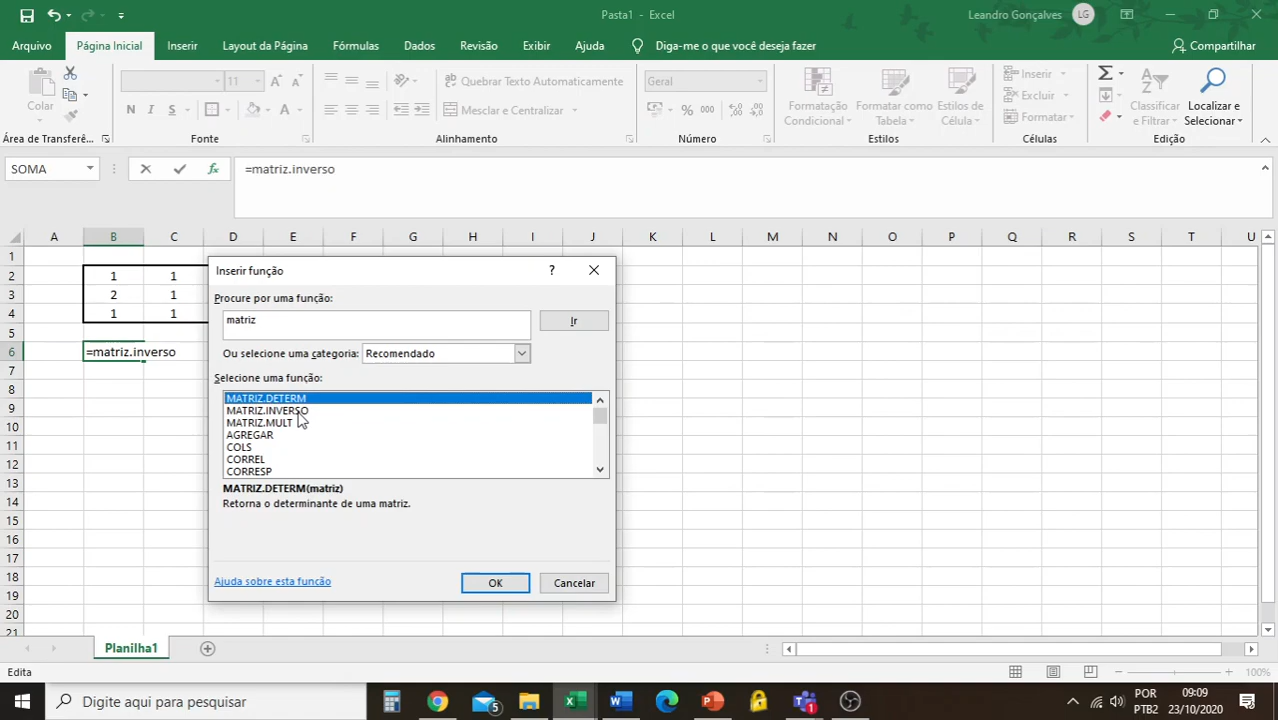 Pasta1 - Excel
Leandro Gonçalves
LG
Arquivo
Página Inicial
Inserir
Layout da Página
Fórmulas
Dados
Revisão
Exibir
Ajuda
Diga-me o que você deseja fazer
Compartilhar
Colar
11
A A
N I S
A
Quebrar Texto Automaticamente
Mesclar e Centralizar
Geral
% 000
Formatação Condicional
Formatar como Tabela
Estilos de Célula
Inserir
Excluir
Formatar
Classificar e Filtrar
Localizar e Selecionar
Área de Transferê...
Fonte
Alinhamento
Número
Estilos
Células
Edição
SOMA
fx
=matriz.inverso
A B C D E F G H I J K L M N O P Q R S T U
1
2 1 1
3 2 1
4 1 1
5
6 =matriz.inverso
7
8
9
10
11
12
13
14
15
16
17
18
19
20
21
Inserir função
?
Procure por uma função:
matriz
Ir
Ou selecione uma categoria: Recomendado
Selecione uma função:
MATRIZ.DETERM
MATRIZ.INVERSO
MATRIZ.MULT
AGREGAR
COLS
CORREL
CORRESP
MATRIZ.DETERM(matriz)
Retorna o determinante de uma matriz.
Ajuda sobre esta função
OK
Cancelar
Planilha1
Edita
100%
Digite aqui para pesquisar
5
1
POR
PTB2
09:09
23/10/2020